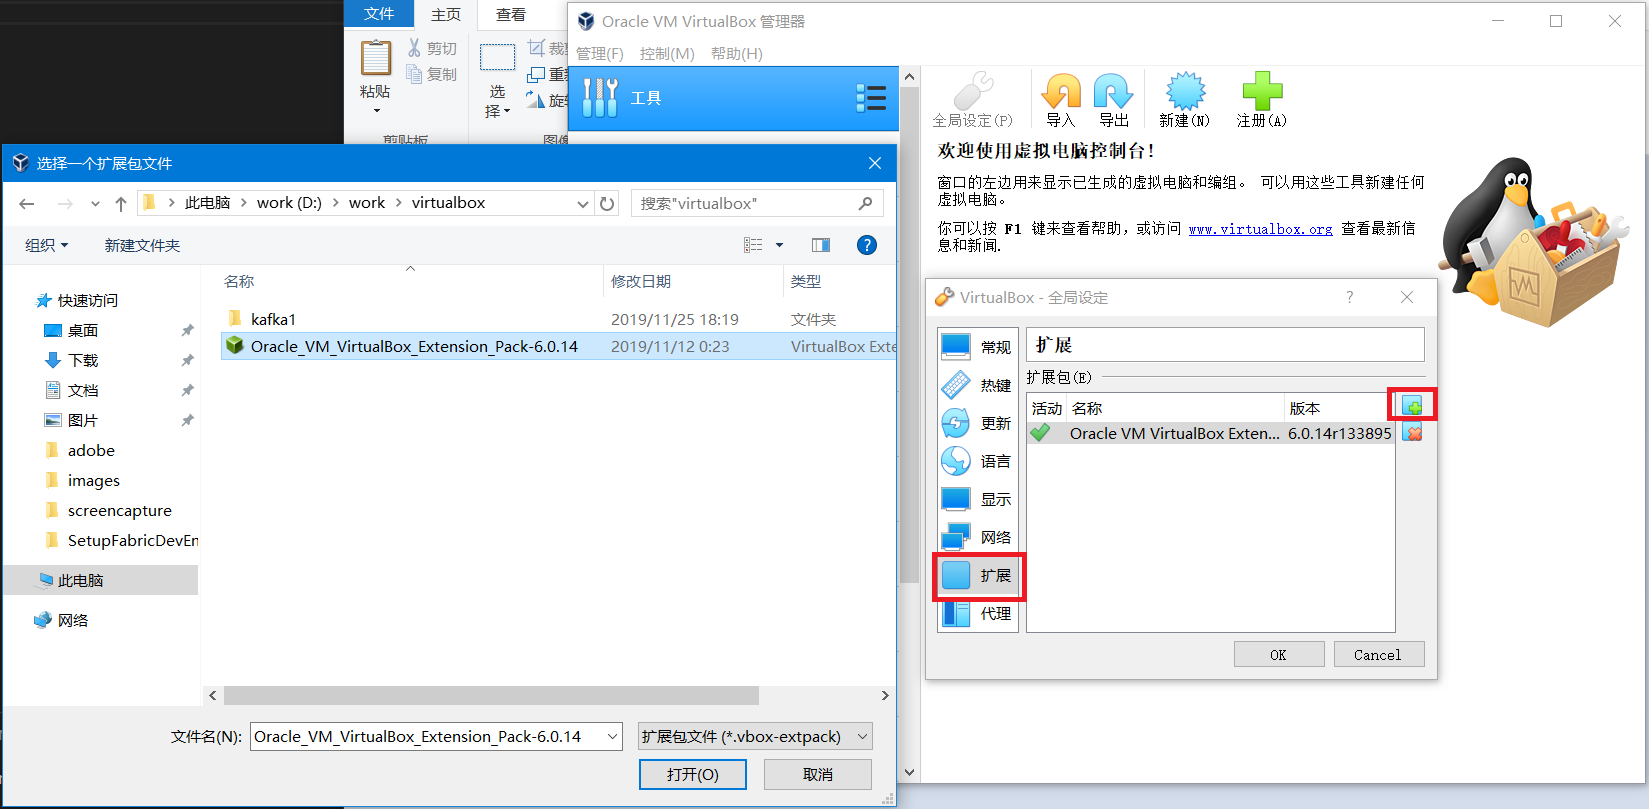 文件 主页 查看
剪切
复制
粘贴
选
择
裁
重
旋
剪贴板
图
Oracle VM VirtualBox 管理器
管理(F) 控制(M) 帮助(H)
工具
全局设定(P) 导入 导出 新建(N) 注册(A)
欢迎使用虚拟电脑控制台!
窗口的左边用来显示已生成的虚拟电脑和编组。 可以用这些工具新建任何
虚拟电脑。
你可以按 F1 键来查看帮助，或访问 www.virtualbox.org 查看最新信
息和新闻.
选择一个扩展包文件
此电脑 work (D:) work virtualbox
搜索"virtualbox"
组织 新建文件夹
名称 修改日期 类型
kafka1 2019/11/25 18:19 文件夹
Oracle_VM_VirtualBox_Extension_Pack-6.0.14 2019/11/12 0:23 VirtualBox Exte
快速访问
桌面
下载
文档
图片
adobe
images
screencapture
SetupFabricDevEn
此电脑
网络
文件名(N): Oracle_VM_VirtualBox_Extension_Pack-6.0.14 扩展包文件 (*.vbox-extpack)
打开(O) 取消
VirtualBox - 全局设定 ?
常规
热键
更新
语言
显示
网络
扩展
代理
扩展
扩展包(E)
活动 名称 版本
Oracle VM VirtualBox Exten... 6.0.14r133895
OK Cancel